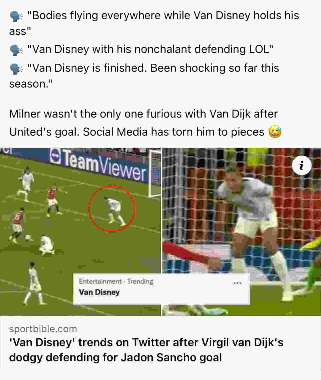 🗣️ "Bodies flying everywhere while Van Disney holds his
ass"
🗣️ "Van Disney with his nonchalant defending LOL"
🗣️ "Van Disney is finished. Been shocking so far this
season."
Milner wasn't the only one furious with Van Dijk after
United's goal. Social Media has torn him to pieces 😅
TeamViewer
i
Entertainment · Trending
Van Disney
...
sportbible.com
'Van Disney' trends on Twitter after Virgil van Dijk's
dodgy defending for Jadon Sancho goal